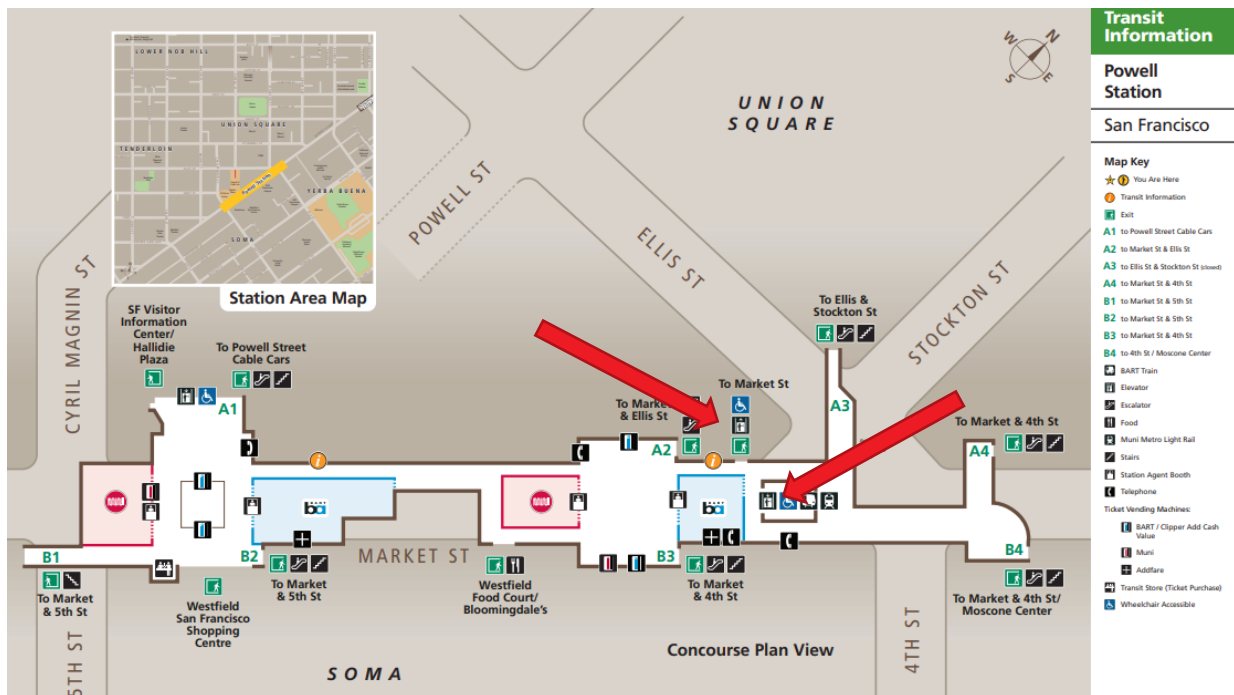 LOWER NOB HILL
UNION SQUARE
TENDERLOIN
YERBA BUENA
SOMA
Station Area Map
UNION
SQUARE
W
N
S
E
POWELL ST
ELLIS ST
STOCKTON ST
CYRIL MAGNIN ST
SF Visitor
Information
Center/
Hallidie
Plaza
To Powell Street
Cable Cars
To Ellis &
Stockton St
To Market St
To Market
& Ellis St
To Market & 4th St
A1
A2
A3
A4
B1
B2
B3
B4
MARKET ST
To Market
& 5th St
Westfield
San Francisco
Shopping
Centre
To Market
& 5th St
Westfield
Food Court/
Bloomingdale's
To Market
& 4th St
To Market & 4th St/
Moscone Center
5TH ST
4TH ST
SOMA
Concourse Plan View
Transit
Information
Powell
Station
San Francisco
Map Key
You Are Here
Transit Information
Exit
A1 to Powell Street Cable Cars
A2 to Market St & Ellis St
A3 to Ellis St & Stockton St (closed)
A4 to Market St & 4th St
B1 to Market St & 5th St
B2 to Market St & 5th St
B3 to Market St & 4th St
B4 to 4th St / Moscone Center
BART Train
Elevator
Escalator
Food
Muni Metro Light Rail
Stairs
Station Agent Booth
Telephone
Ticket Vending Machines:
BART / Clipper Add Cash
Value
Muni
Addfare
Transit Store (Ticket Purchase)
Wheelchair Accessible